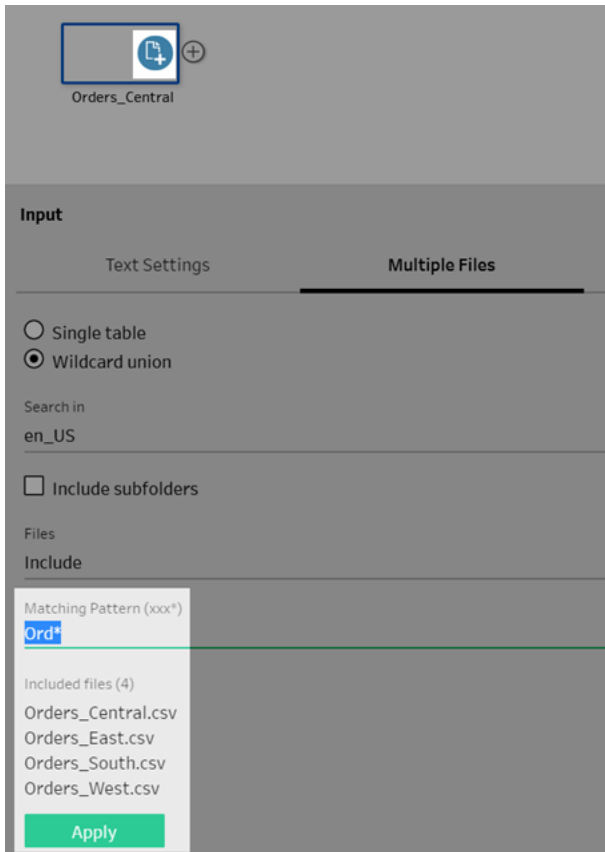 Orders_Central
Input
Text Settings
Multiple Files
Single table
Wildcard union
Search in
en_US
Include subfolders
Files
Include
Matching Pattern (xxx*)
Ord*
Included files (4)
Orders_Central.csv
Orders_East.csv
Orders_South.csv
Orders_West.csv
Apply